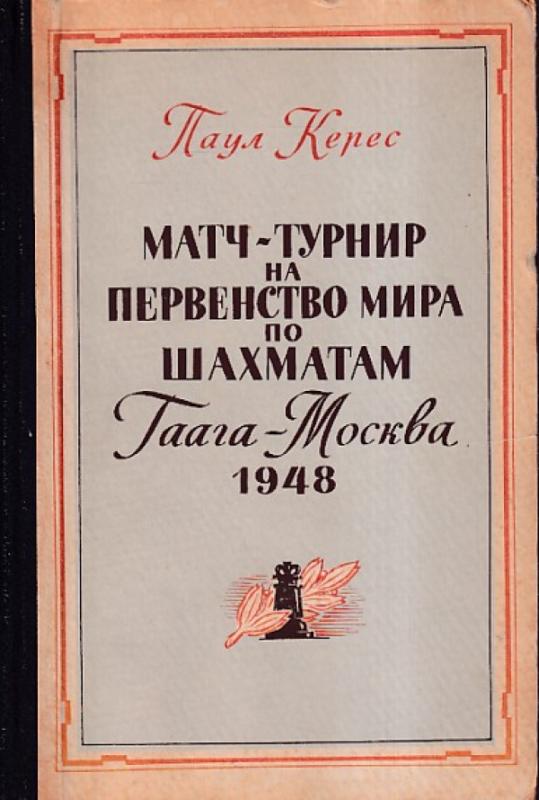 Паул Керес
МАТЧ-ТУРНИР
НА
ПЕРВЕНСТВО МИРА
ПО
ШАХМАТАМ
Гаага-Москва
1948